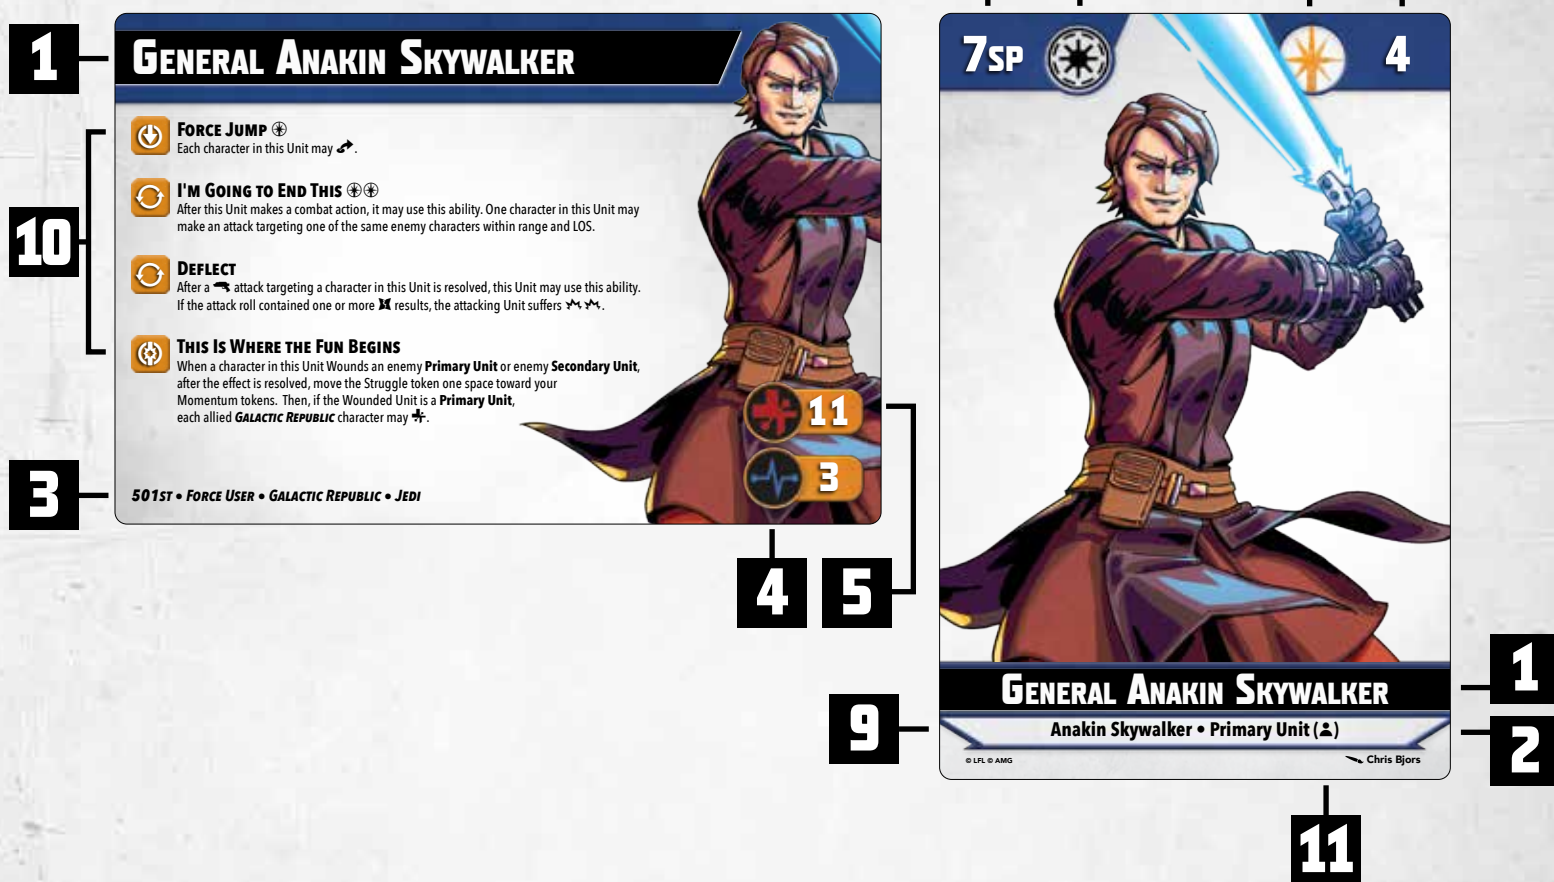 1
GENERAL ANAKIN SKYWALKER
10
FORCE JUMP
Each character in this Unit may .
I'M GOING TO END THIS
After this Unit makes a combat action, it may use this ability. One character in this Unit may
make an attack targeting one of the same enemy characters within range and LOS.
DEFLECT
After a attack targeting a character in this Unit is resolved, this Unit may use this ability.
If the attack roll contained one or more results, the attacking Unit suffers .
THIS IS WHERE THE FUN BEGINS
When a character in this Unit Wounds an enemy Primary Unit or enemy Secondary Unit,
after the effect is resolved, move the Struggle token one space toward your
Momentum tokens. Then, if the Wounded Unit is a Primary Unit,
each allied GALACTIC REPUBLIC character may .
11
3
3
501ST • FORCE USER • GALACTIC REPUBLIC • JEDI
4
5
7SP
4
GENERAL ANAKIN SKYWALKER
1
9
Anakin Skywalker • Primary Unit ( )
2
© LFL © AMG
Chris Bjors
11